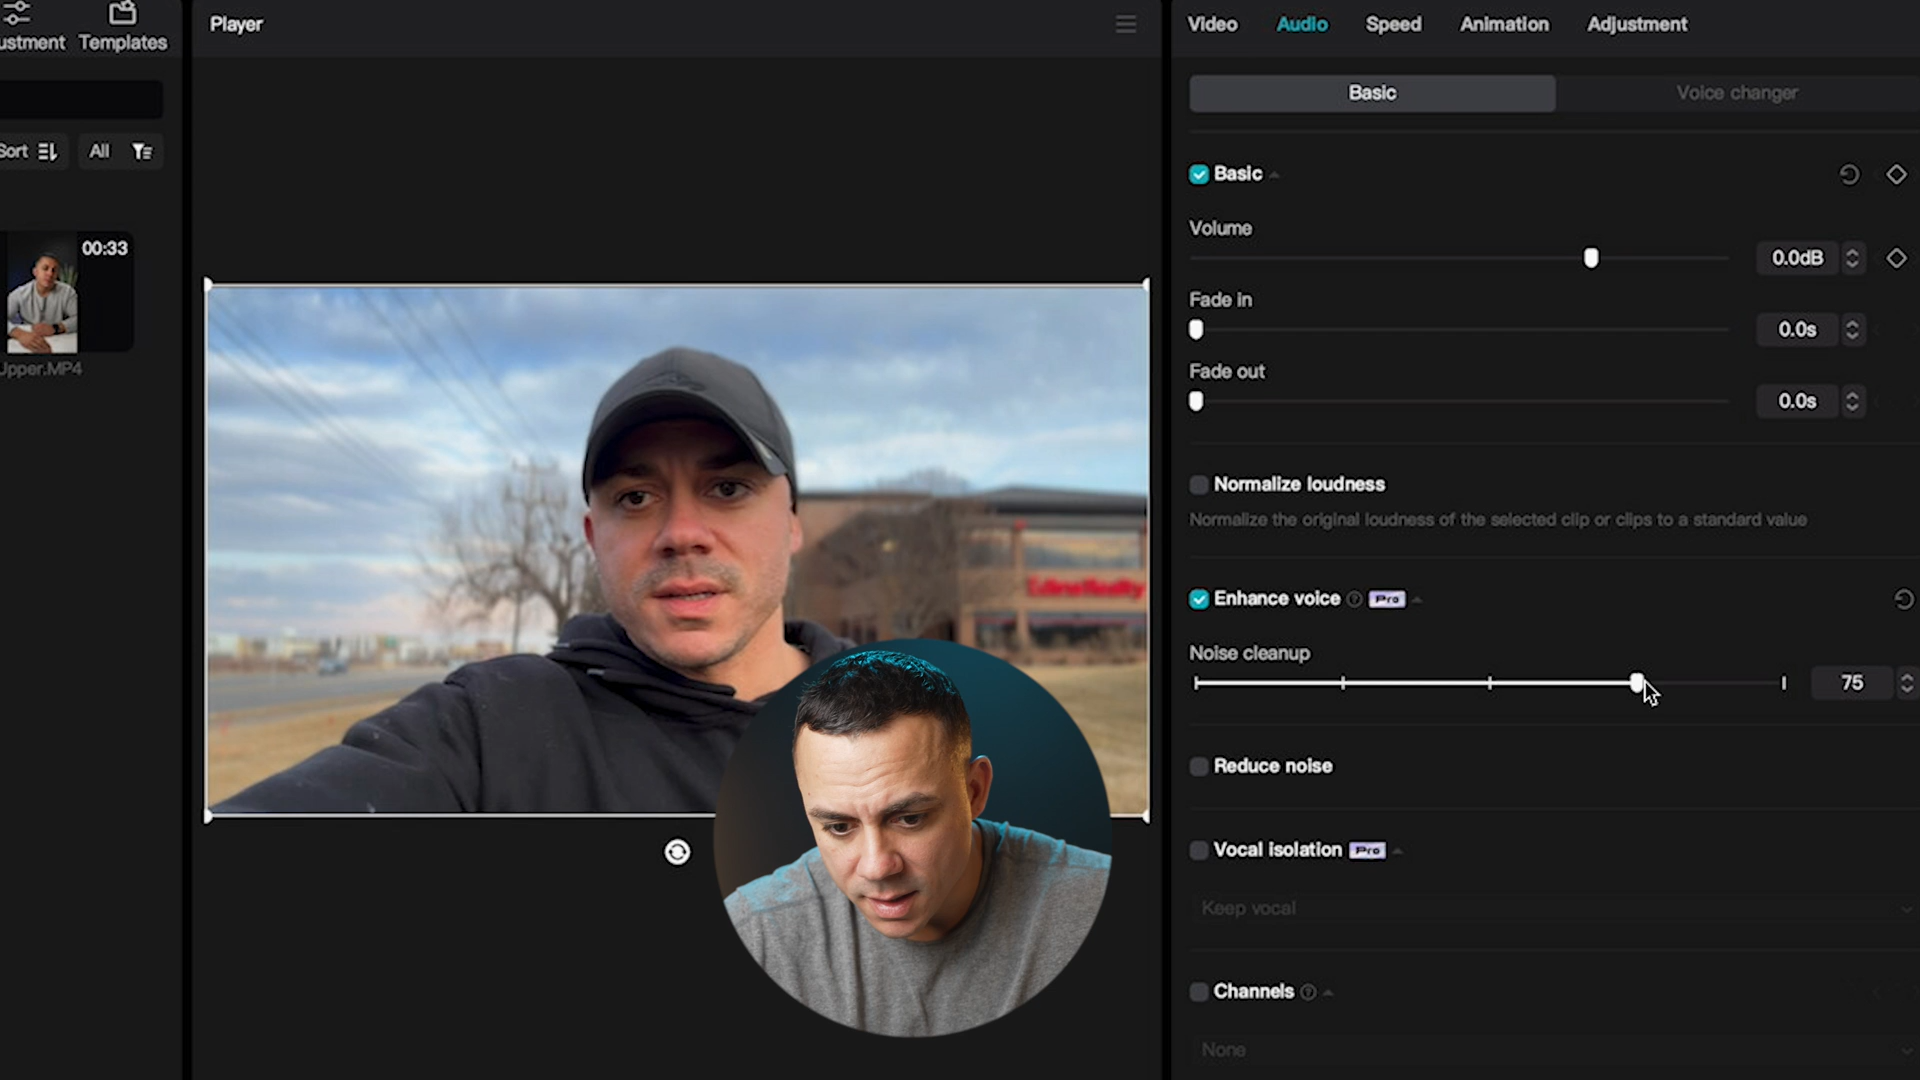 ustment Templates
Player
Video Audio Speed Animation Adjustment
Basic Voice changer
Sort All
Basic
Volume
0.0dB
00:33
Fade in
0.0s
Upper.MP4
Fade out
0.0s
Normalize loudness
Normalize the original loudness of the selected clip or clips to a standard value
Enhance voice Pro
Noise cleanup
75
Reduce noise
Vocal isolation Pro
Keep vocal
Channels
None